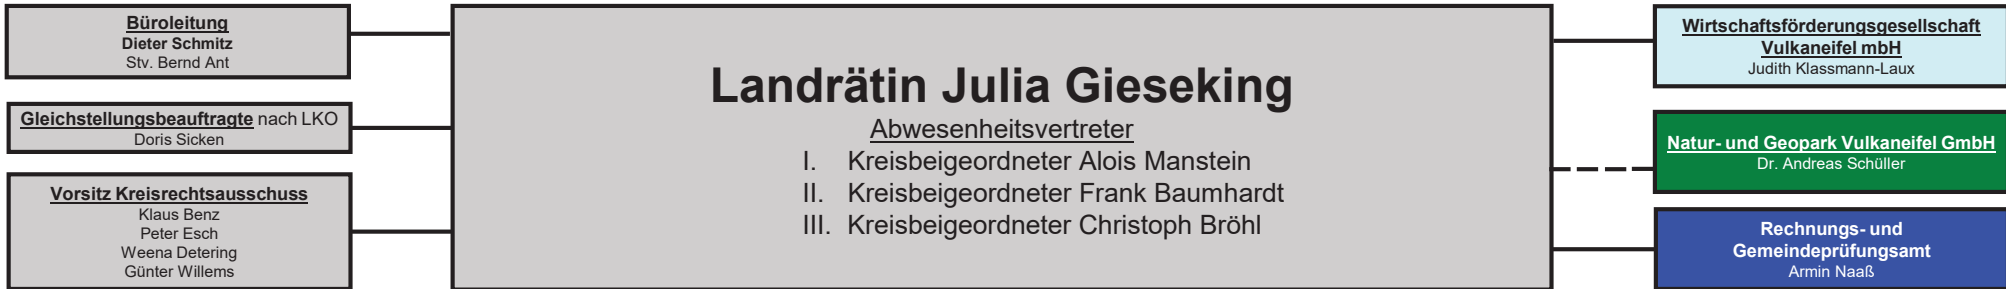 Büroleitung
Dieter Schmitz
Stv. Bernd Ant
Gleichstellungsbeauftragte nach LKO
Doris Sicken
Vorsitz Kreisrechtsausschuss
Klaus Benz
Peter Esch
Weena Detering
Günter Willems
Landrätin Julia Gieseking
Abwesenheitsvertreter
I. Kreisbeigeordneter Alois Manstein
II. Kreisbeigeordneter Frank Baumhardt
III. Kreisbeigeordneter Christoph Bröhl
Wirtschaftsförderungsgesellschaft
Vulkaneifel mbH
Judith Klassmann-Laux
Natur- und Geopark Vulkaneifel GmbH
Dr. Andreas Schüller
Rechnungs- und
Gemeindeprüfungsamt
Armin Naaß